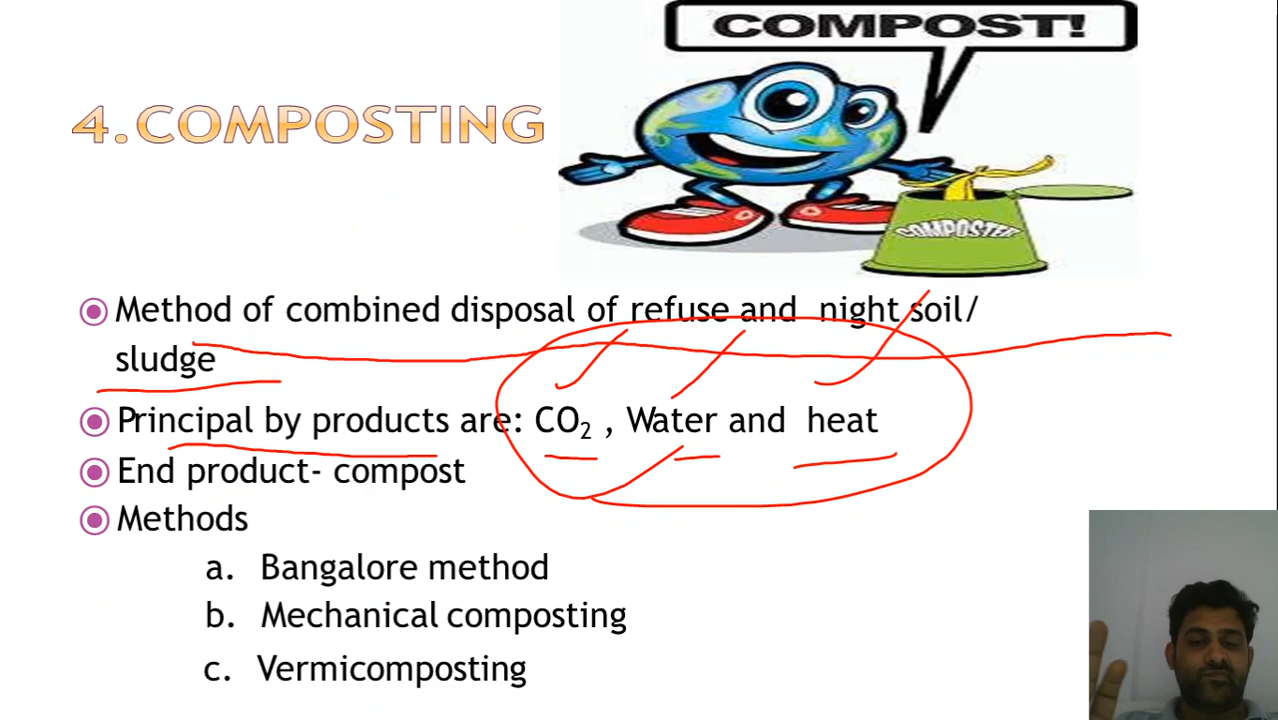 COMPOST!
4.COMPOSTING
COMPOSTER
Method of combined disposal of refuse and night soil/
sludge
Principal by products are: CO₂ , Water and heat
End product- compost
Methods
a. Bangalore method
b. Mechanical composting
c. Vermicomposting